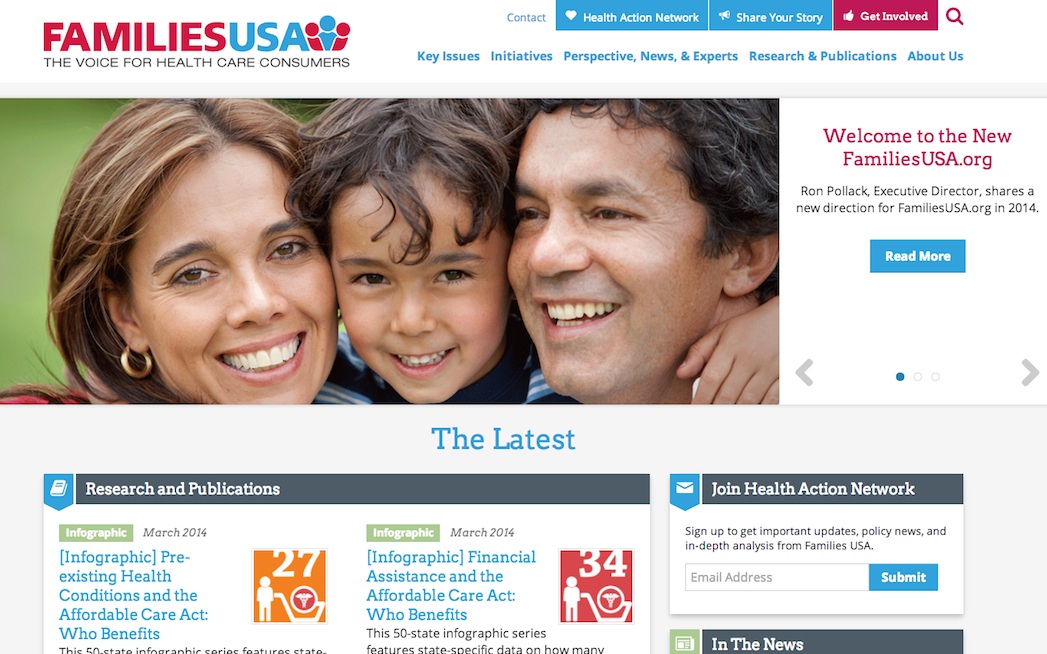 FAMILIESUSA
THE VOICE FOR HEALTH CARE CONSUMERS
Contact
Health Action Network
Share Your Story
Get Involved
Key Issues
Initiatives
Perspective, News, & Experts
Research & Publications
About Us
Welcome to the New
FamiliesUSA.org
Ron Pollack, Executive Director, shares a
new direction for FamiliesUSA.org in 2014.
Read More
The Latest
Research and Publications
Infographic March 2014
[Infographic] Pre-
existing Health
Conditions and the
Affordable Care Act:
Who Benefits
This 50-state infographic series features state-
27
Infographic March 2014
[Infographic] Financial
Assistance and the
Affordable Care Act:
Who Benefits
This 50-state infographic series
features state-specific data on how many
34
Join Health Action Network
Sign up to get important updates, policy news, and
in-depth analysis from Families USA.
Email Address
Submit
In The News